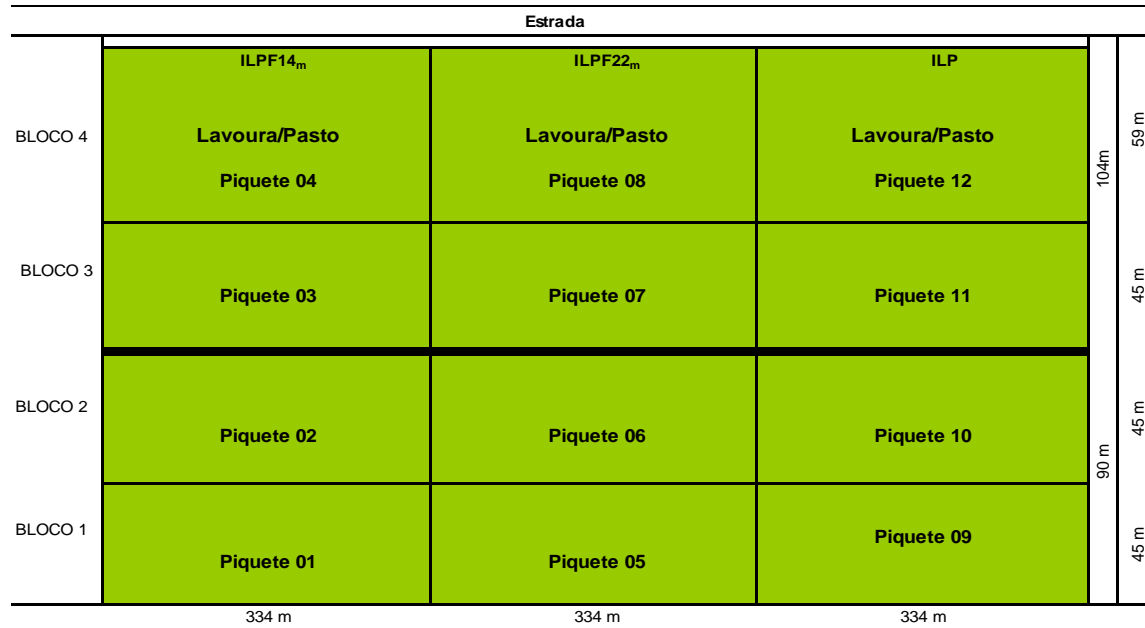 Estrada
ILPF14m ILPF22m ILP
BLOCO 4 Lavoura/Pasto Lavoura/Pasto Lavoura/Pasto 59 m
Piquete 04 Piquete 08 Piquete 12 104m
BLOCO 3 Piquete 03 Piquete 07 Piquete 11 45 m
BLOCO 2 Piquete 02 Piquete 06 Piquete 10 45 m
90 m
BLOCO 1 Piquete 09 45 m
Piquete 01 Piquete 05
334 m 334 m 334 m